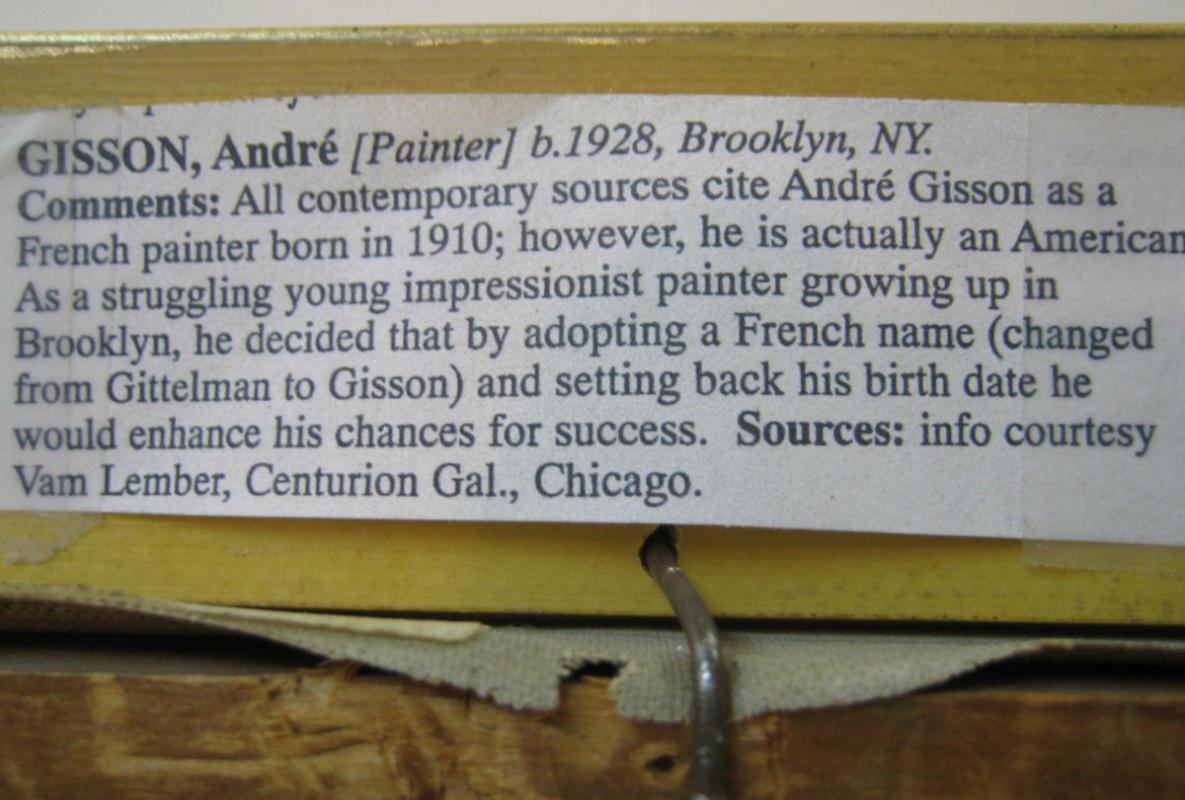 GISSON, André [Painter] b.1928, Brooklyn, NY.
Comments: All contemporary sources cite André Gisson as a
French painter born in 1910; however, he is actually an American
As a struggling young impressionist painter growing up in
Brooklyn, he decided that by adopting a French name (changed
from Gittelman to Gisson) and setting back his birth date he
would enhance his chances for success. Sources: info courtesy
Vam Lember, Centurion Gal., Chicago.